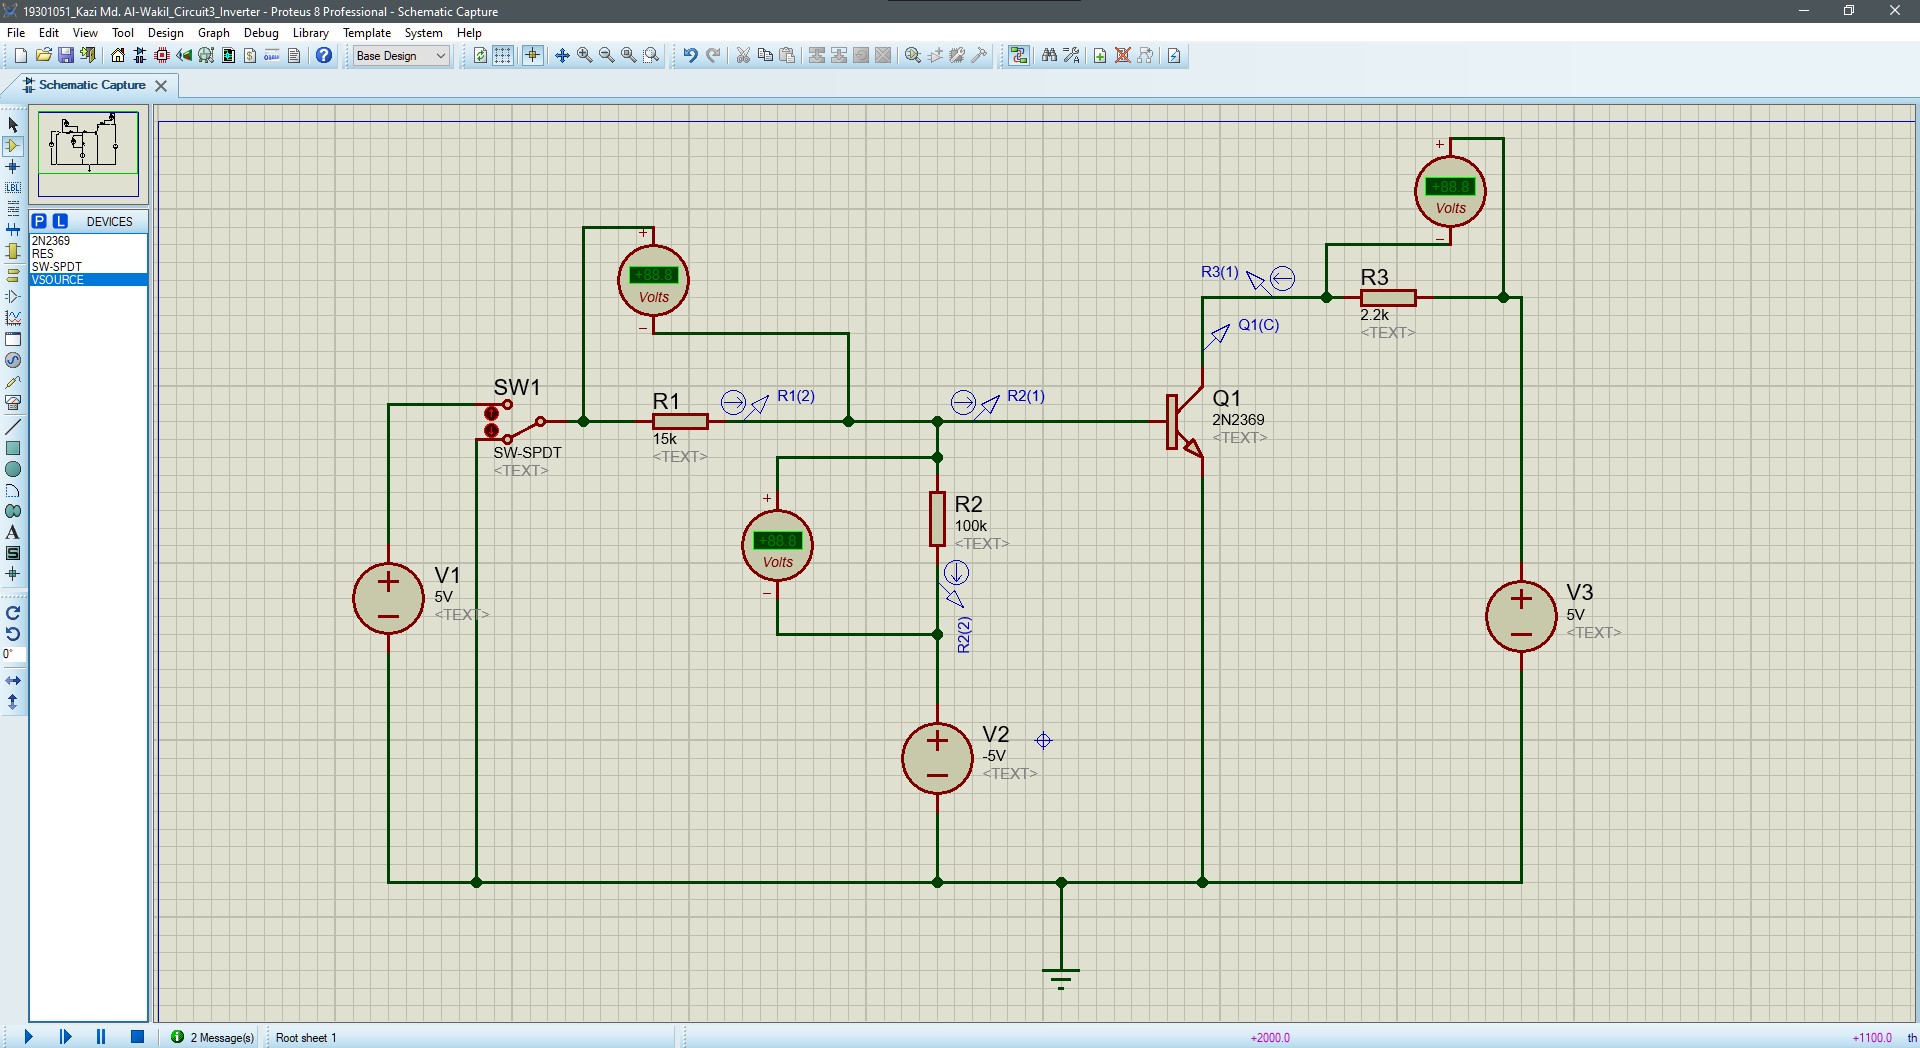 19301051_Kazi Md. Al-Wakil_Circuit3_Inverter - Proteus 8 Professional - Schematic Capture
File Edit View Tool Design Graph Debug Library Template System Help
Base Design
Schematic Capture
P L DEVICES
2N2369
RES
SW-SPDT
VSOURCE
LBL
A
S
0°
+88.8
Volts
+88.8
Volts
+88.8
Volts
SW1
SW-SPDT
<TEXT>
R1
15k
<TEXT>
R1(2)
R2(1)
R2
100k
<TEXT>
R2(2)
R3(1)
Q1(C)
R3
2.2k
<TEXT>
Q1
2N2369
<TEXT>
V1
5V
<TEXT>
V2
-5V
<TEXT>
V3
5V
<TEXT>
2 Message(s)
Root sheet 1
+2000.0
+1100.0
th